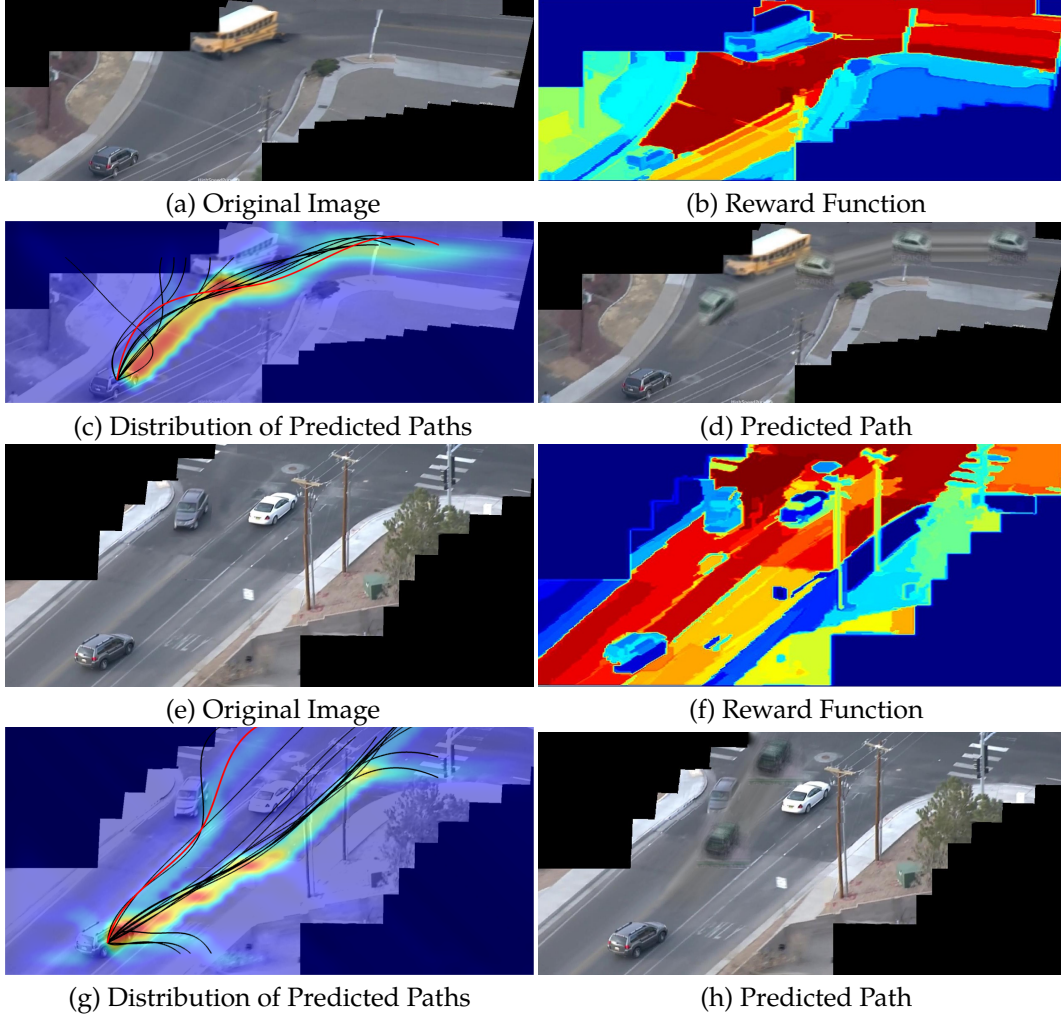 (a) Original Image
(b) Reward Function
(c) Distribution of Predicted Paths
(d) Predicted Path
(e) Original Image
(f) Reward Function
(g) Distribution of Predicted Paths
(h) Predicted Path